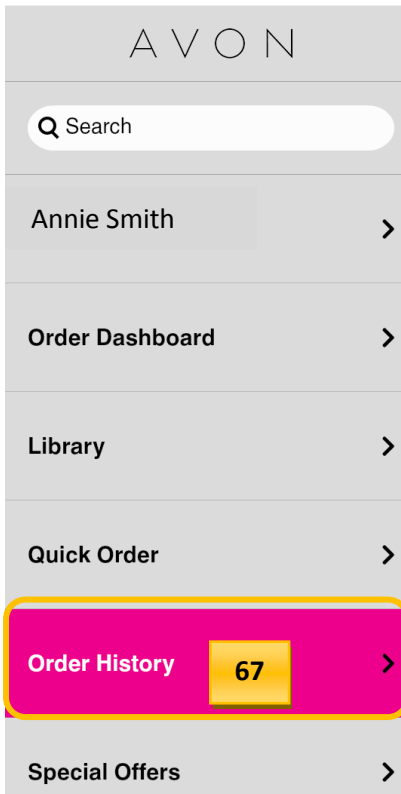 AVON
Search
Annie Smith
Order Dashboard
Library
Quick Order
Order History 67
Special Offers